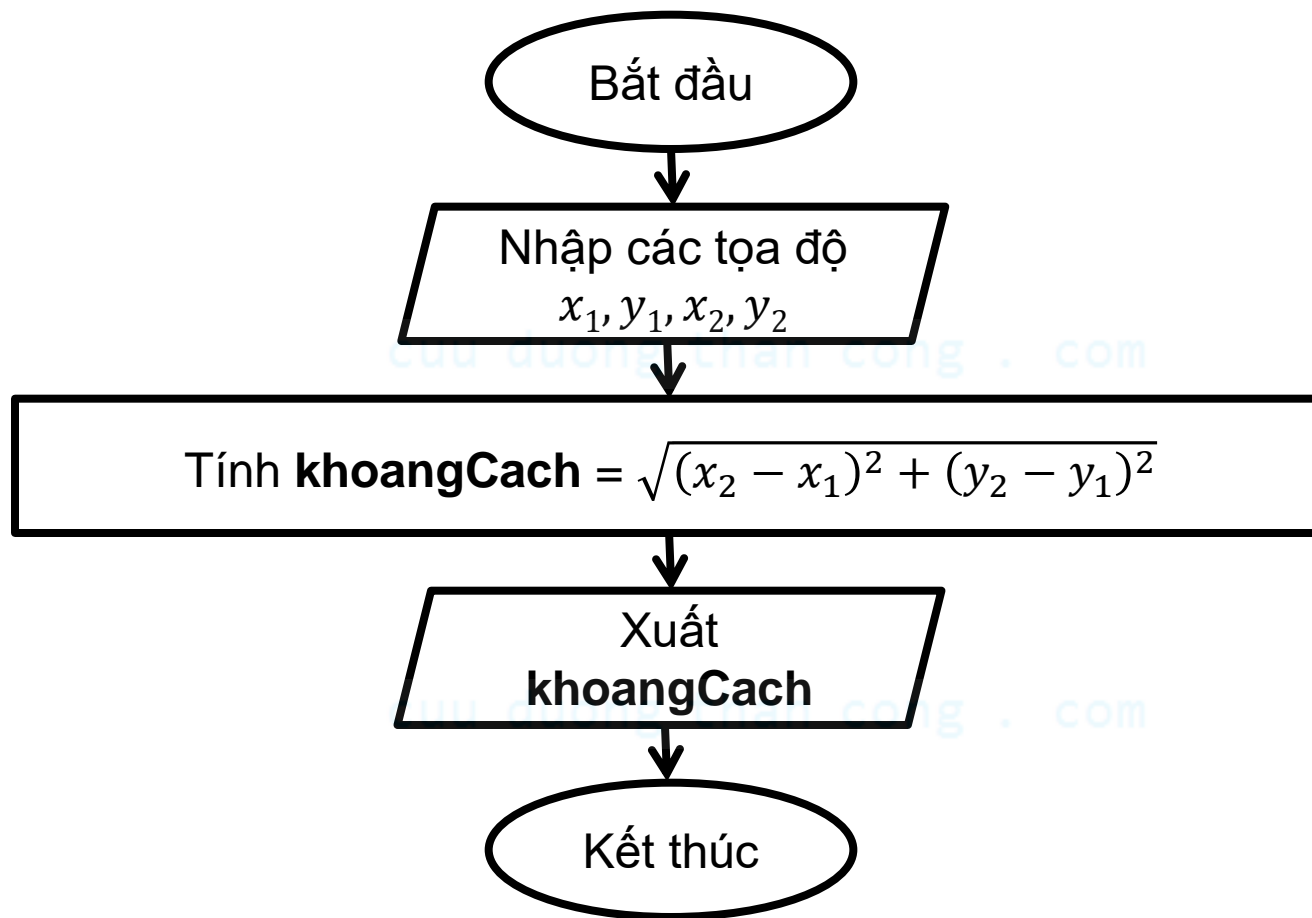 Bắt đầu
Nhập các tọa độ
x₁, y₁, x₂, y₂
cuu duong than cong . com
Tính khoangCach = √((x₂ − x₁)² + (y₂ − y₁)²)
Xuất
khoangCach
cuu duong than cong . com
Kết thúc